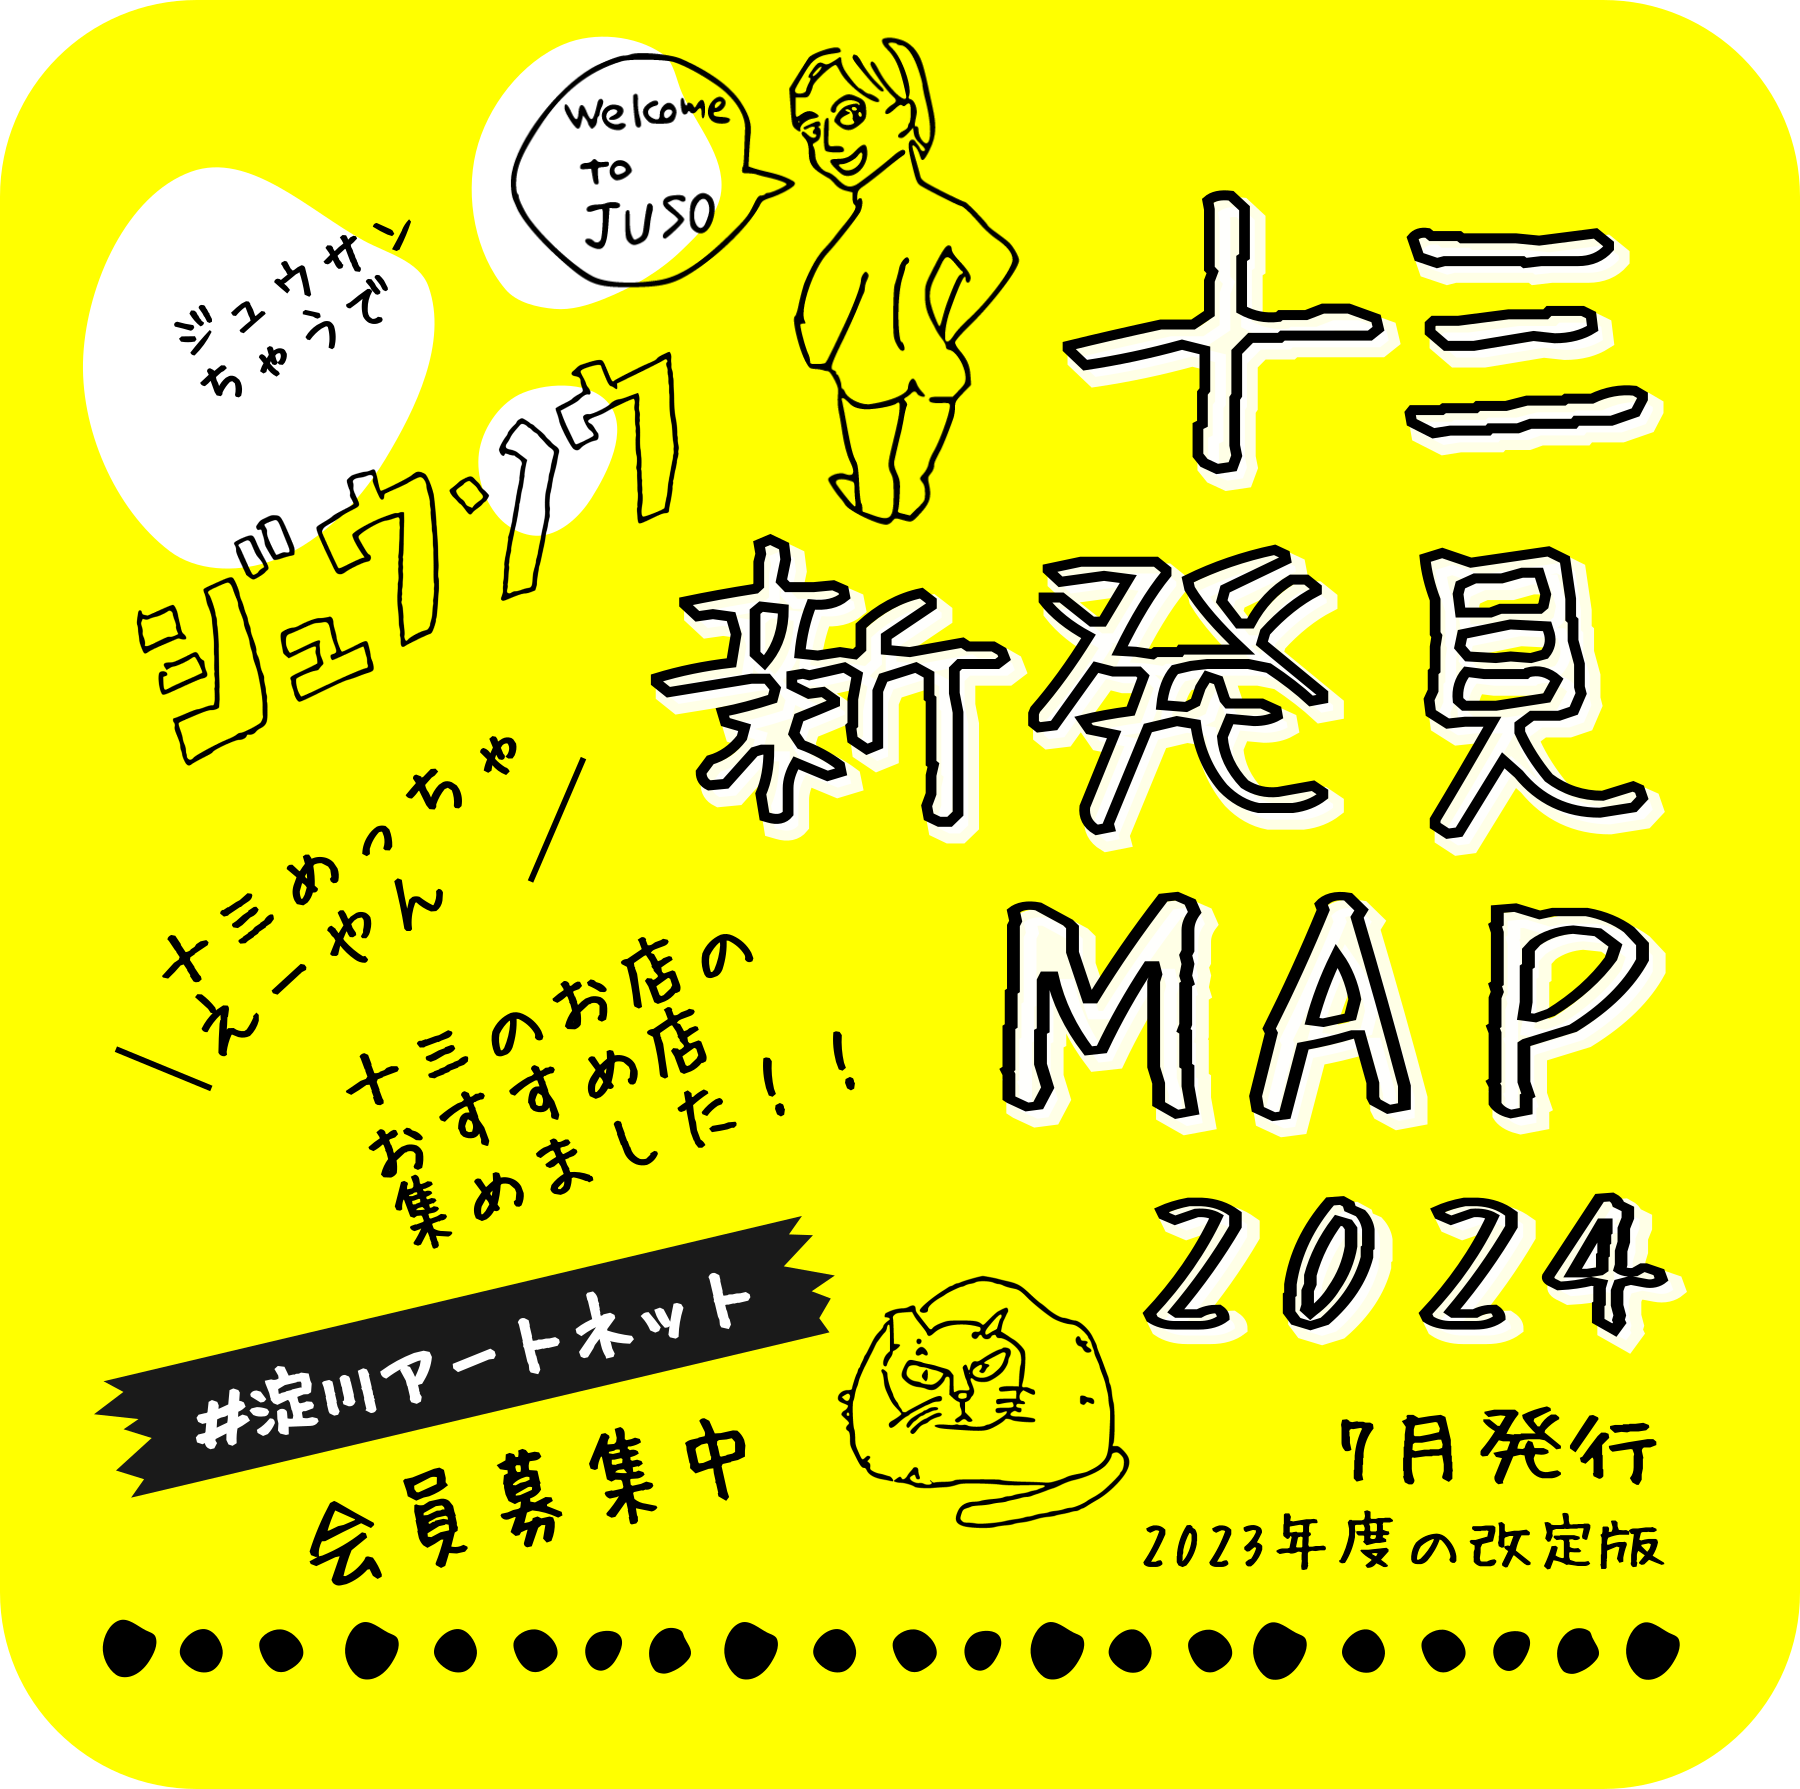 Welcome
TO
JUSO
ジュウサン
ちゃうで
ジュウ・ソウ
十三
新発見
MAP
2024
十三めっちゃ
えーやん
十三のお店の
おすすめ店
集めました！！
#淀川アートネット
会員募集中
7月発行
2023年度の改定版